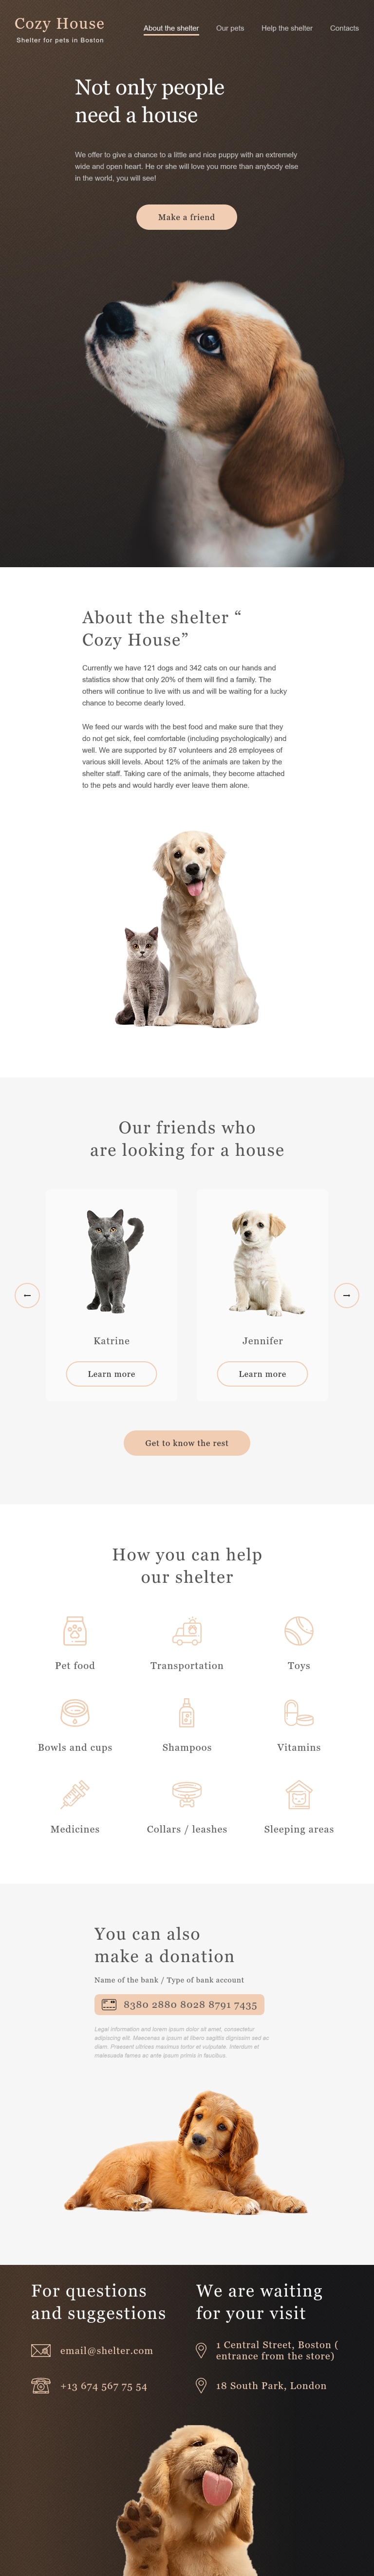 Cozy House
Shelter for pets in Boston
About the shelter
Our pets
Help the shelter
Contacts
Not only people
need a house
We offer to give a chance to a little and nice puppy with an extremely
wide and open heart. He or she will love you more than anybody else
in the world, you will see!
Make a friend
About the shelter “
Cozy House”
Currently we have 121 dogs and 342 cats on our hands and
statistics show that only 20% of them will find a family. The
others will continue to live with us and will be waiting for a lucky
chance to become dearly loved.
We feed our wards with the best food and make sure that they
do not get sick, feel comfortable (including psychologically) and
well. We are supported by 87 volunteers and 28 employees of
various skill levels. About 12% of the animals are taken by the
shelter staff. Taking care of the animals, they become attached
to the pets and would hardly ever leave them alone.
Our friends who
are looking for a house
Katrine
Jennifer
Learn more
Learn more
Get to know the rest
How you can help
our shelter
Pet food
Transportation
Toys
Bowls and cups
Shampoos
Vitamins
Medicines
Collars / leashes
Sleeping areas
You can also
make a donation
Name of the bank / Type of bank account
8380 2880 8028 8791 7435
Legal information and lorem ipsum dolor sit amet, consectetur
adipiscing elit. Maecenas a ipsum at libero sagittis dignissim sed ac
diam. Praesent ultrices maximus tortor et vulputate. Interdum et
malesuada fames ac ante ipsum primis in faucibus.
For questions
and suggestions
email@shelter.com
+13 674 567 75 54
We are waiting
for your visit
1 Central Street, Boston (
entrance from the store)
18 South Park, London